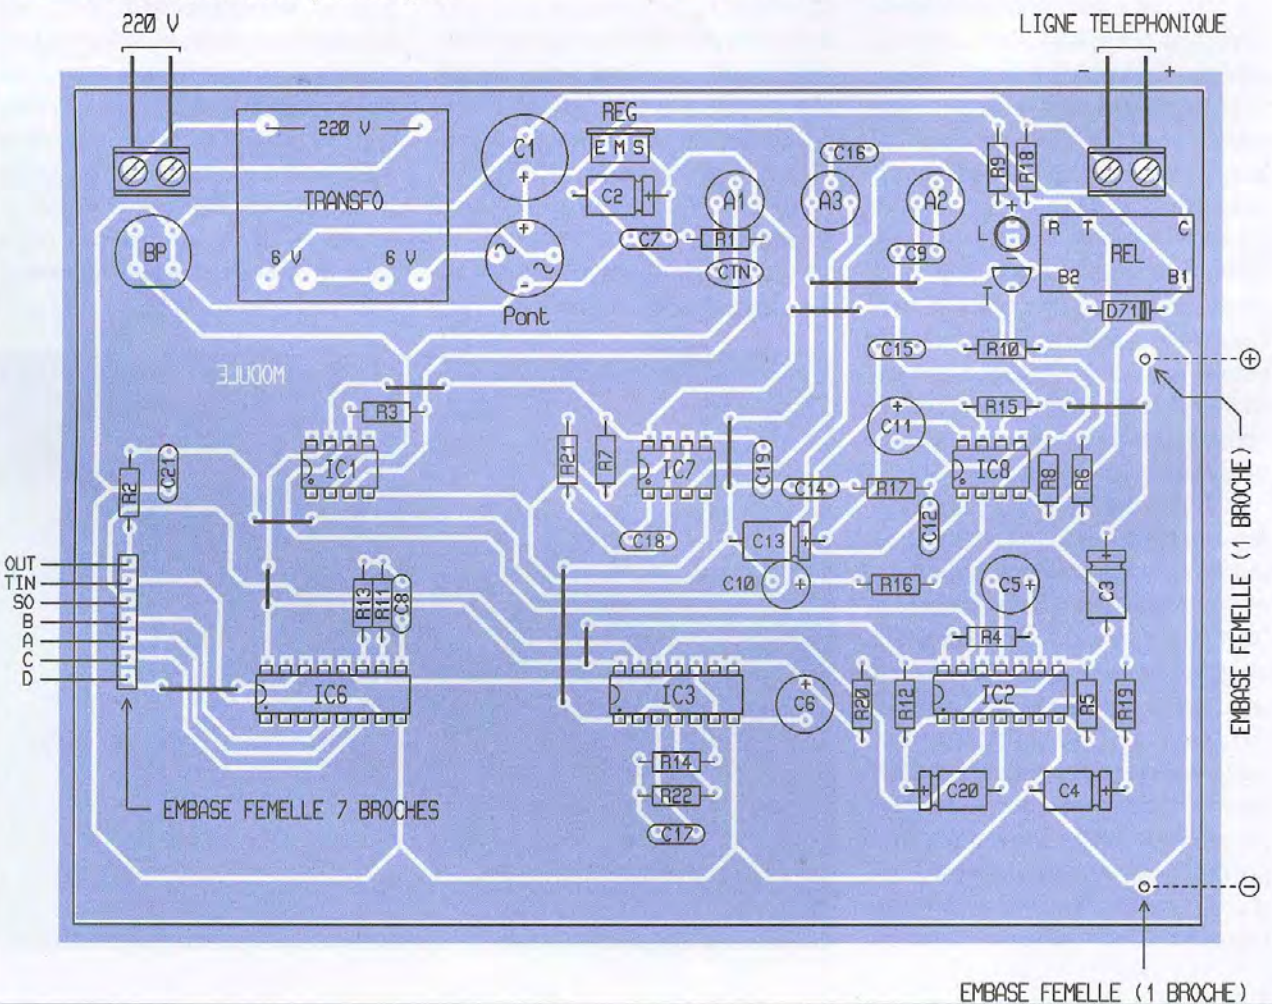 220 V
LIGNE TELEPHONIQUE
- +
220 V
TRANSFO
6 V 6 V
BP
C1
+
REG
E M S
C2 +
C7
R1
CTN
A1
C16
A3
A2
C9
R9
R18
+
L
-
T
R T C
REL
B2 B1
D71
+
~ ~
-
Pont
C15
R10
+
MODULE
R3
IC1
R21
R7
IC7
C19
+
C11
R15
IC8
R8
R6
C14
R17
C12
R2
C21
C18
C13 +
C10 +
R16
C5 +
+
C3
EMBASE FEMELLE (1 BROCHE)
OUT
TIN
SO
B
A
C
D
R13
R11
C8
R4
IC6
IC3
+
C6
R20
R12
IC2
R5
R19
R14
R22
C17
+ C20
C4 +
EMBASE FEMELLE 7 BROCHES
-
EMBASE FEMELLE (1 BROCHE)